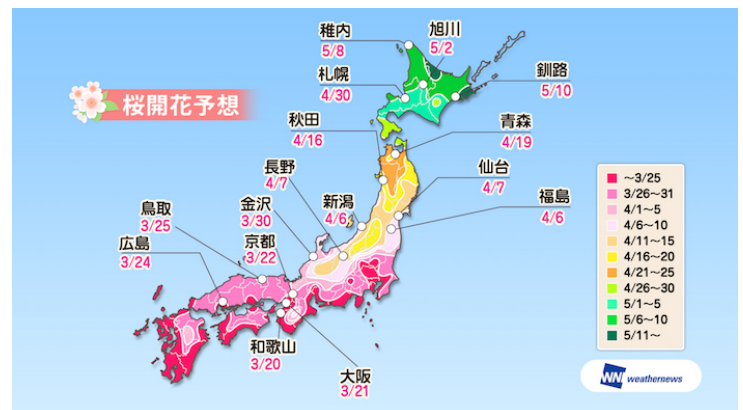 桜開花予想
稚内
5/8
旭川
5/2
札幌
4/30
釧路
5/10
秋田
4/16
青森
4/19
長野
4/7
仙台
4/7
金沢
3/30
新潟
4/6
福島
4/6
鳥取
3/25
京都
3/22
広島
3/24
和歌山
3/20
大阪
3/21
~3/25
3/26~31
4/1~5
4/6~10
4/11~15
4/16~20
4/21~25
4/26~30
5/1~5
5/6~10
5/11~
WNI weathernews